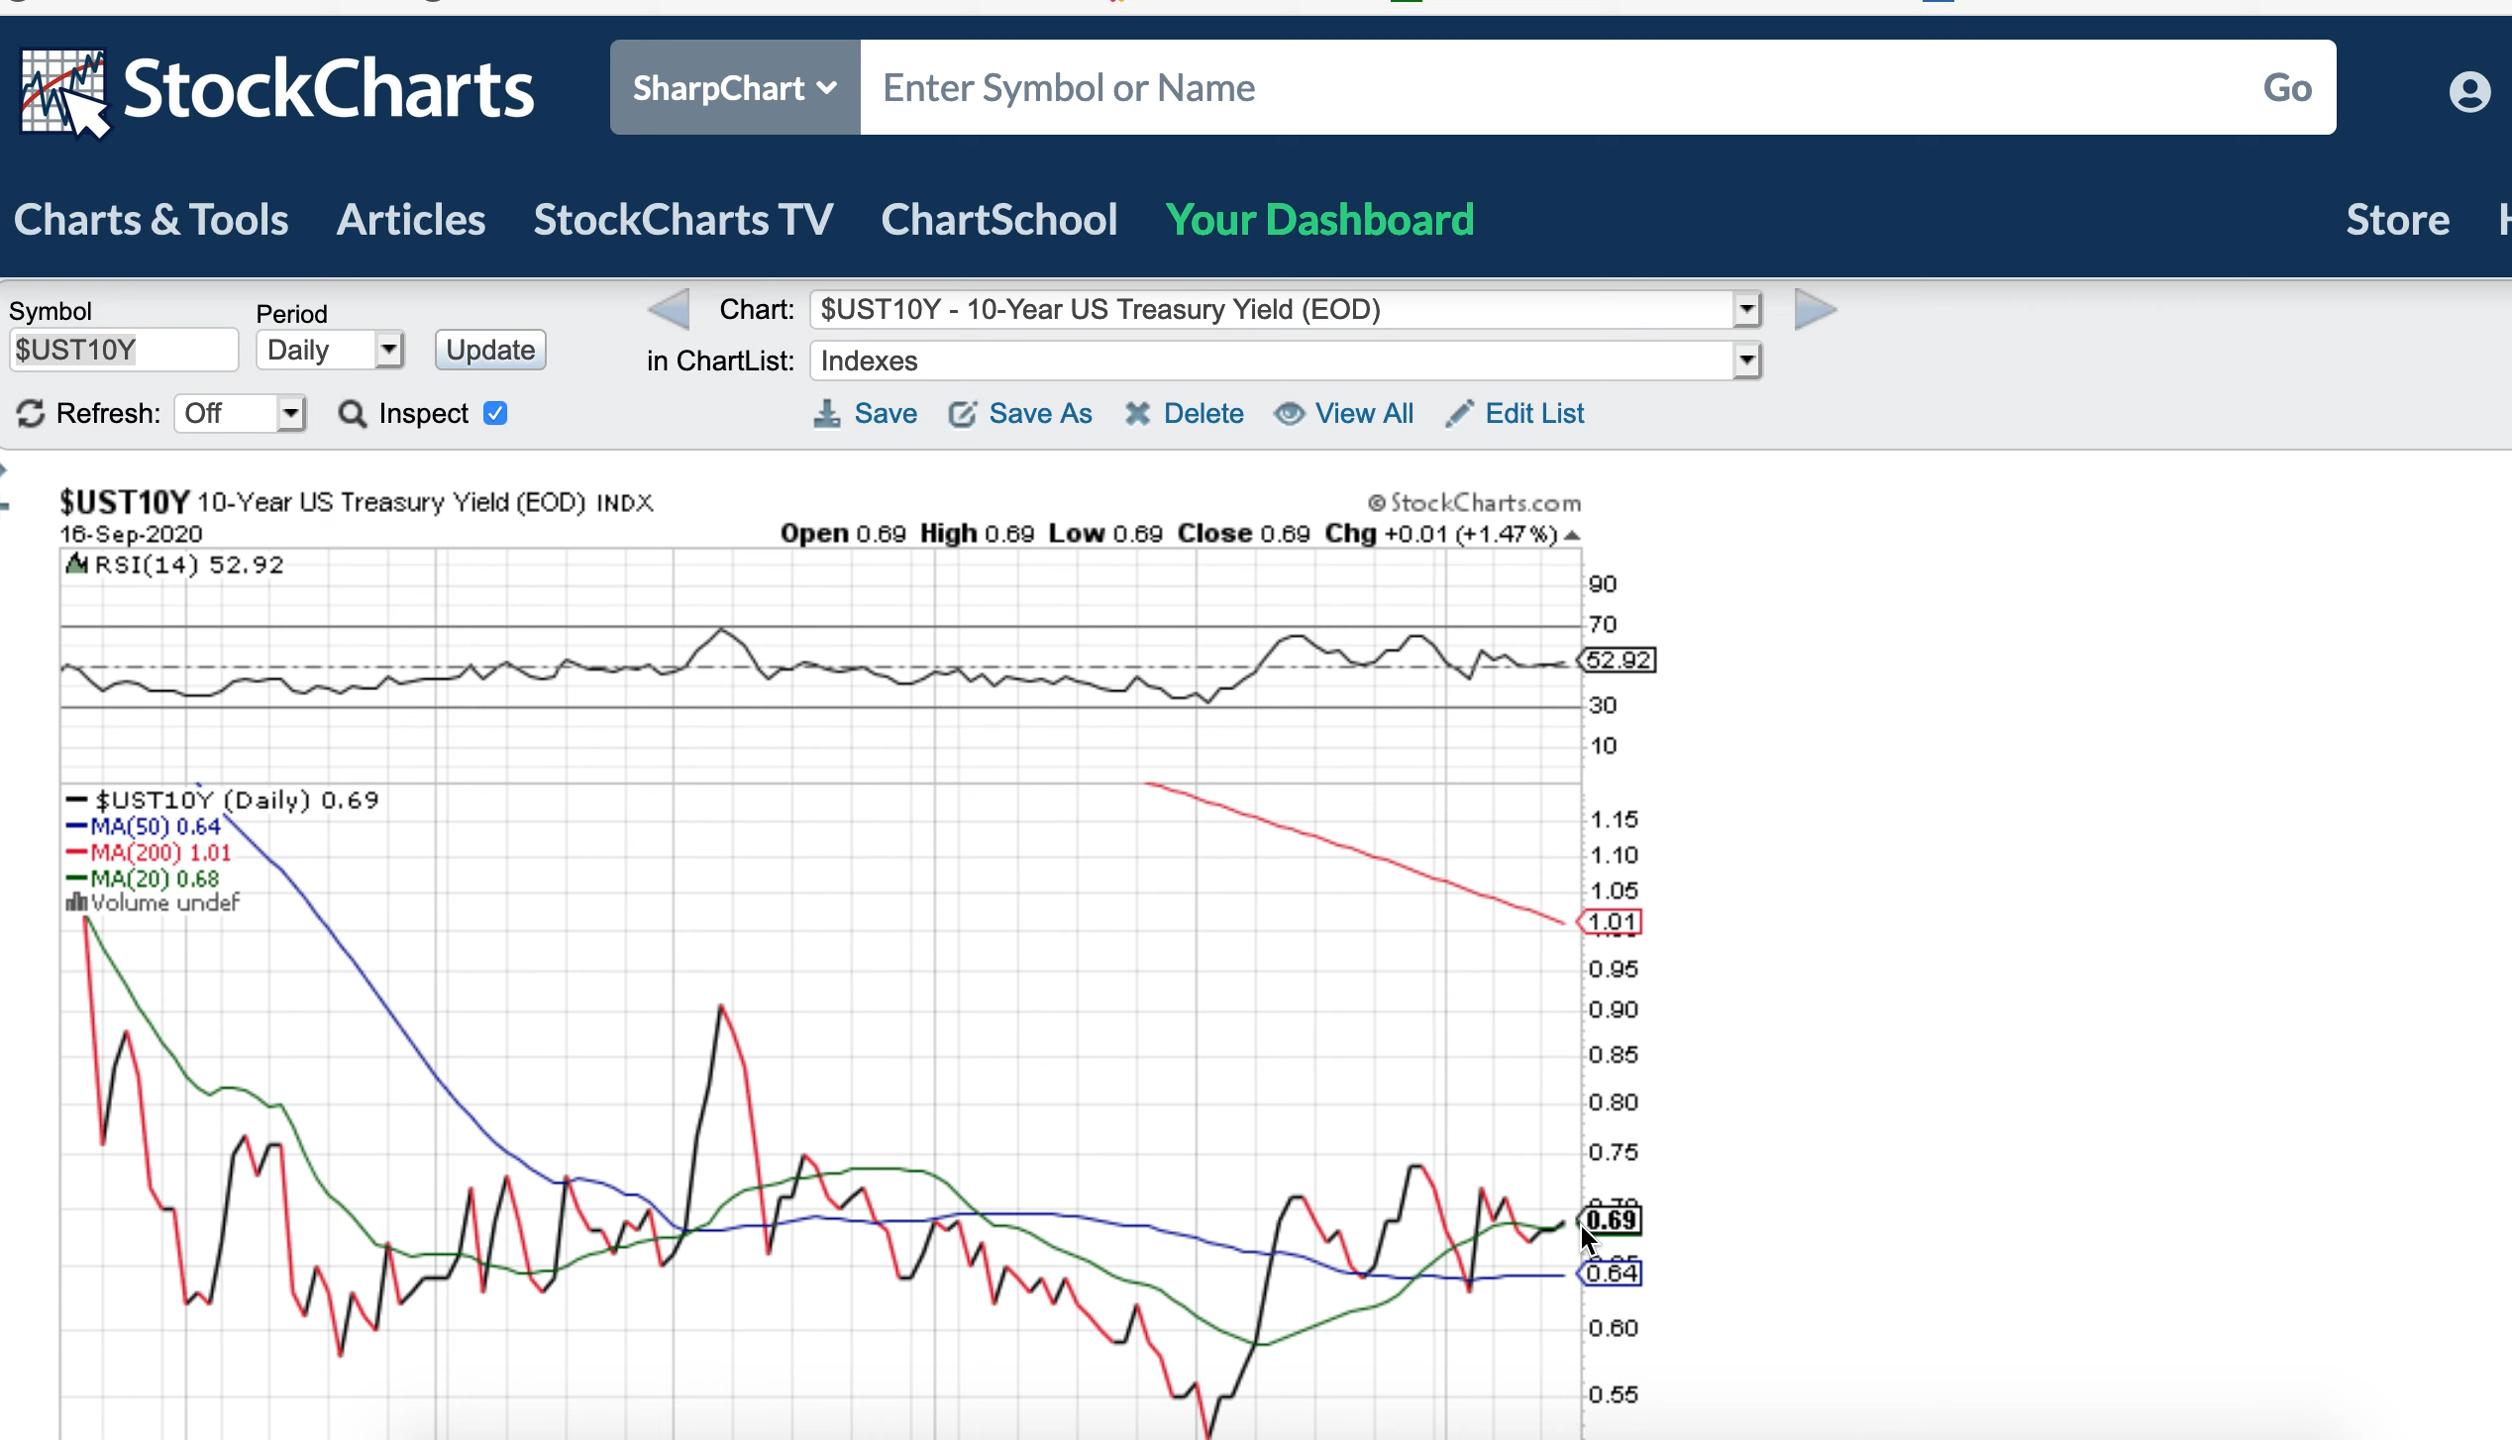 StockCharts
SharpChart Enter Symbol or Name Go
Charts & Tools Articles StockCharts TV ChartSchool Your Dashboard Store H
Symbol Period Chart: $UST10Y - 10-Year US Treasury Yield (EOD)
$UST10Y Daily Update in ChartList: Indexes
Refresh: Off Inspect Save Save As Delete View All Edit List
$UST10Y 10-Year US Treasury Yield (EOD) INDX © StockCharts.com
16-Sep-2020 Open 0.69 High 0.69 Low 0.69 Close 0.69 Chg +0.01 (+1.47%)
RSI(14) 52.92
90
70
52.92
30
10
$UST10Y (Daily) 0.69
MA(50) 0.64
MA(200) 1.01
MA(20) 0.68
Volume undef
1.15
1.10
1.05
1.01
0.95
0.90
0.85
0.80
0.75
0.69
0.64
0.60
0.55